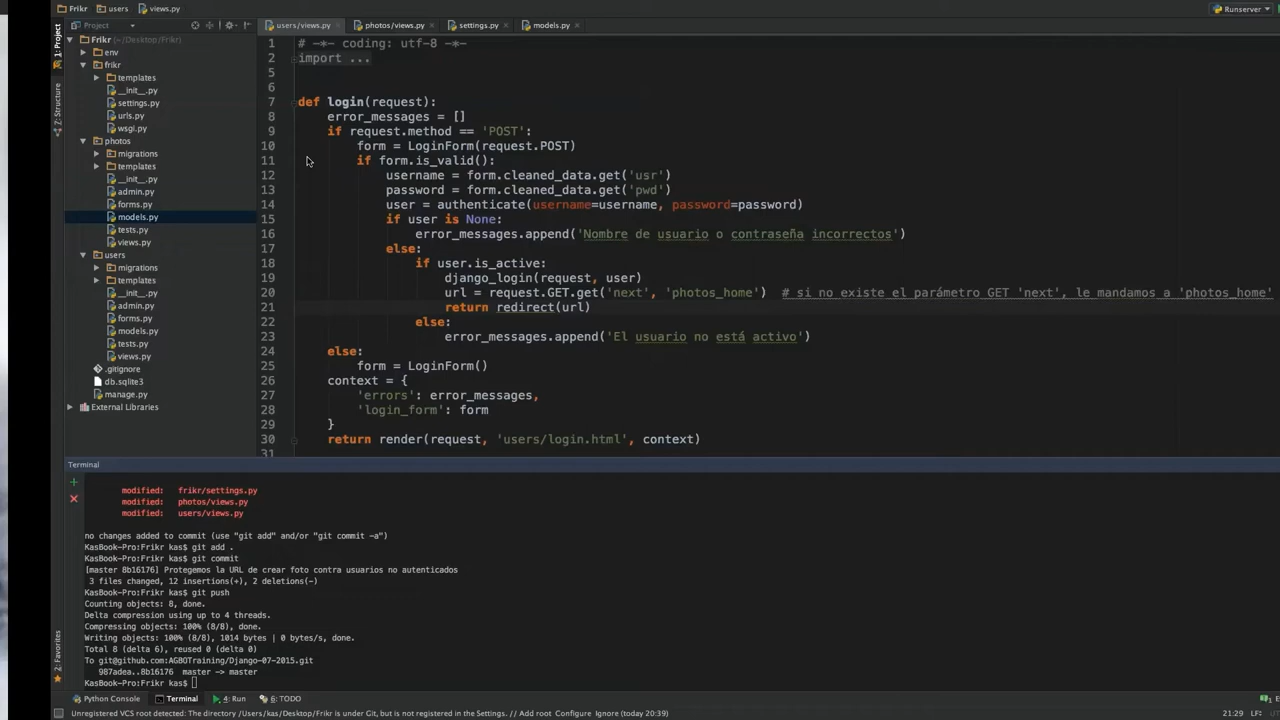 Frikr
users
views.py
Runserver
Project
users/views.py
photos/views.py
settings.py
models.py
1: Project
7: Structure
2: Favorites
Frikr (~/Desktop/Frikr)
env
frikr
templates
__init__.py
settings.py
urls.py
wsgi.py
photos
migrations
templates
__init__.py
admin.py
forms.py
models.py
tests.py
views.py
users
migrations
templates
__init__.py
admin.py
forms.py
models.py
tests.py
views.py
.gitignore
db.sqlite3
manage.py
External Libraries
1 # -*- coding: utf-8 -*-
2 import ...
5
6
7 def login(request):
8 error_messages = []
9 if request.method == 'POST':
10 form = LoginForm(request.POST)
11 if form.is_valid():
12 username = form.cleaned_data.get('usr')
13 password = form.cleaned_data.get('pwd')
14 user = authenticate(username=username, password=password)
15 if user is None:
16 error_messages.append('Nombre de usuario o contraseña incorrectos')
17 else:
18 if user.is_active:
19 django_login(request, user)
20 url = request.GET.get('next', 'photos_home') # si no existe el parámetro GET 'next', le mandamos a 'photos_home'
21 return redirect(url)
22 else:
23 error_messages.append('El usuario no está activo')
24 else:
25 form = LoginForm()
26 context = {
27 'errors': error_messages,
28 'login_form': form
29 }
30 return render(request, 'users/login.html', context)
31
Terminal
modified: frikr/settings.py
modified: photos/views.py
modified: users/views.py
no changes added to commit (use "git add" and/or "git commit -a")
KasBook-Pro:Frikr kas$ git add .
KasBook-Pro:Frikr kas$ git commit
[master 8b16176] Protegemos la URL de crear foto contra usuarios no autenticados
3 files changed, 12 insertions(+), 2 deletions(-)
KasBook-Pro:Frikr kas$ git push
Counting objects: 8, done.
Delta compression using up to 4 threads.
Compressing objects: 100% (8/8), done.
Writing objects: 100% (8/8), 1014 bytes | 0 bytes/s, done.
Total 8 (delta 6), reused 0 (delta 0)
To git@github.com:AGBOTraining/Django-07-2015.git
987adea..8b16176 master -> master
KasBook-Pro:Frikr kas$
Python Console
Terminal
4: Run
6: TODO
1
Unregistered VCS root detected: The directory /Users/kas/Desktop/Frikr is under Git, but is not registered in the Settings. // Add root Configure Ignore (today 20:39)
21:29
LF÷